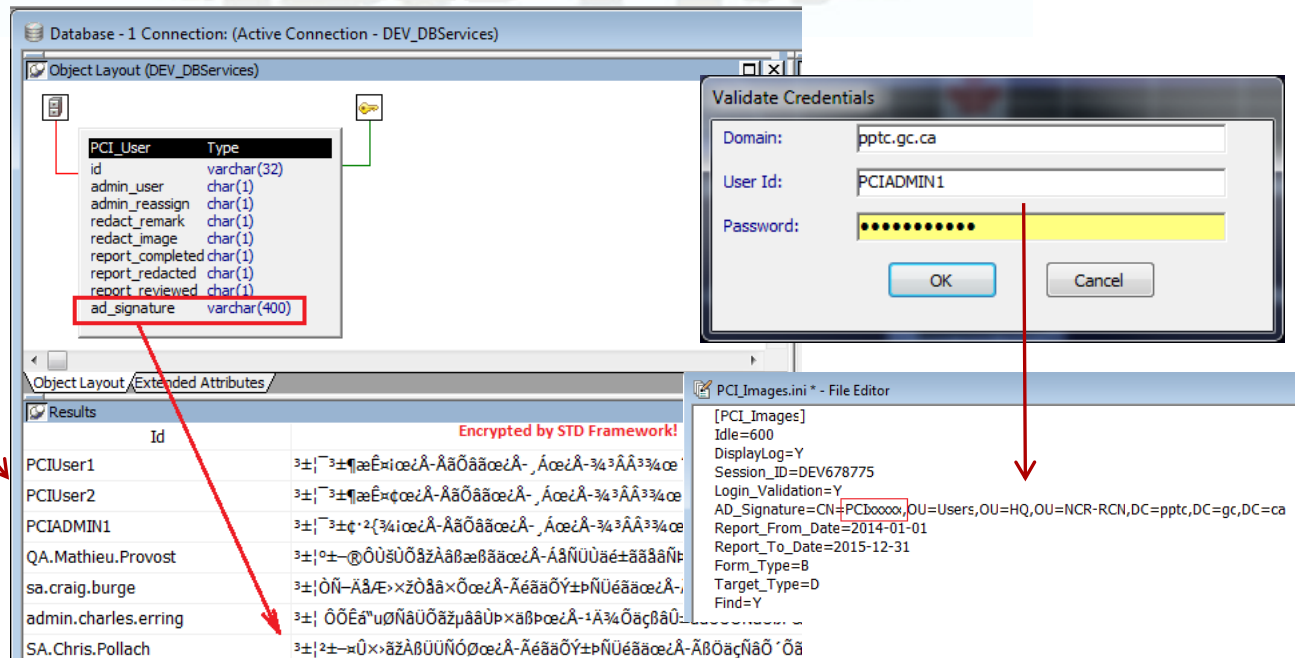 Database - 1 Connection: (Active Connection - DEV_DBServices)
Object Layout (DEV_DBServices)
PCI_User Type
id varchar(32)
admin_user char(1)
admin_reassign char(1)
redact_remark char(1)
redact_image char(1)
report_completed char(1)
report_redacted char(1)
report_reviewed char(1)
ad_signature varchar(400)
Object Layout Extended Attributes
Results
Id
Encrypted by STD Framework!
PCIUser1
PCIUser2
PCIADMIN1
QA.Mathieu.Provost
sa.craig.burge
admin.charles.erring
SA.Chris.Pollach
Validate Credentials
Domain: pptc.gc.ca
User Id: PCIADMIN1
Password: ●●●●●●●●●●●
OK Cancel
PCI_Images.ini * - File Editor
[PCI_Images]
Idle=600
DisplayLog=Y
Session_ID=DEV678775
Login_Validation=Y
AD_Signature=CN=PCIxxxxx,OU=Users,OU=HQ,OU=NCR-RCN,DC=pptc,DC=gc,DC=ca
Report_From_Date=2014-01-01
Report_To_Date=2015-12-31
Form_Type=B
Target_Type=D
Find=Y